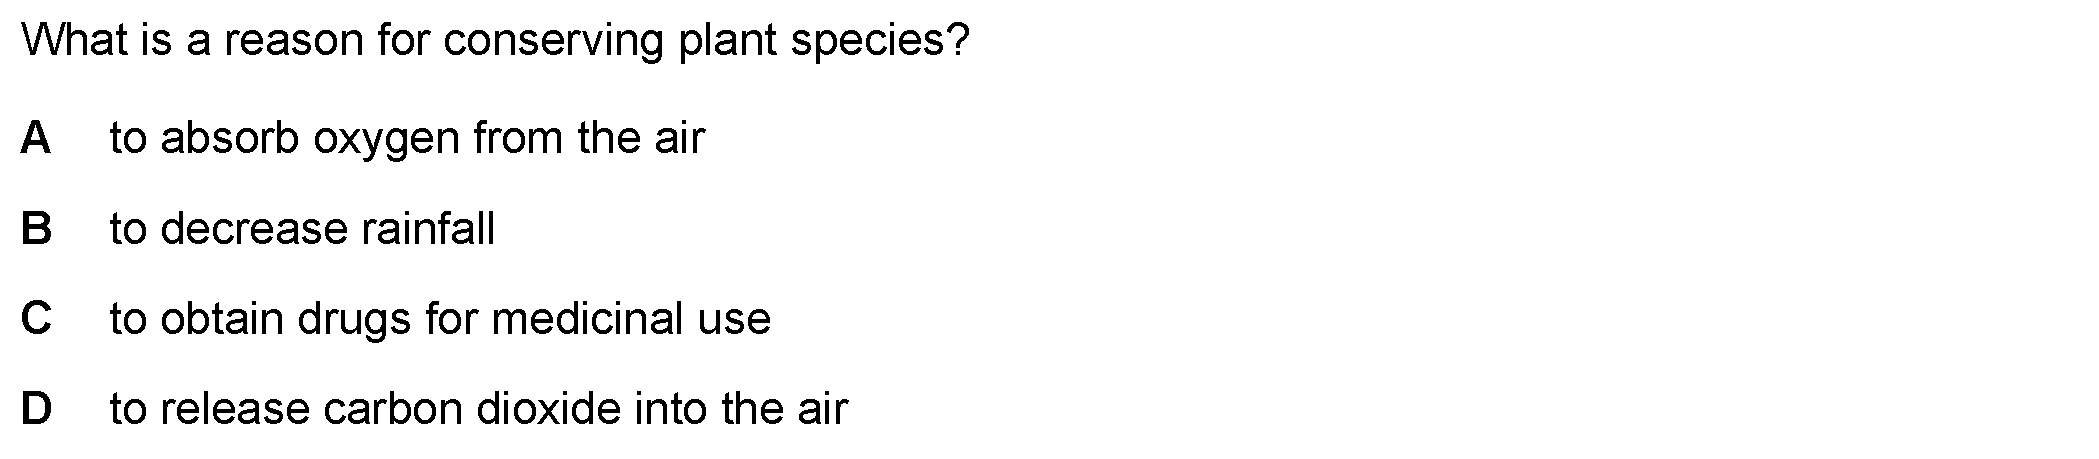 What is a reason for conserving plant species?
A to absorb oxygen from the air
B to decrease rainfall
C to obtain drugs for medicinal use
D to release carbon dioxide into the air